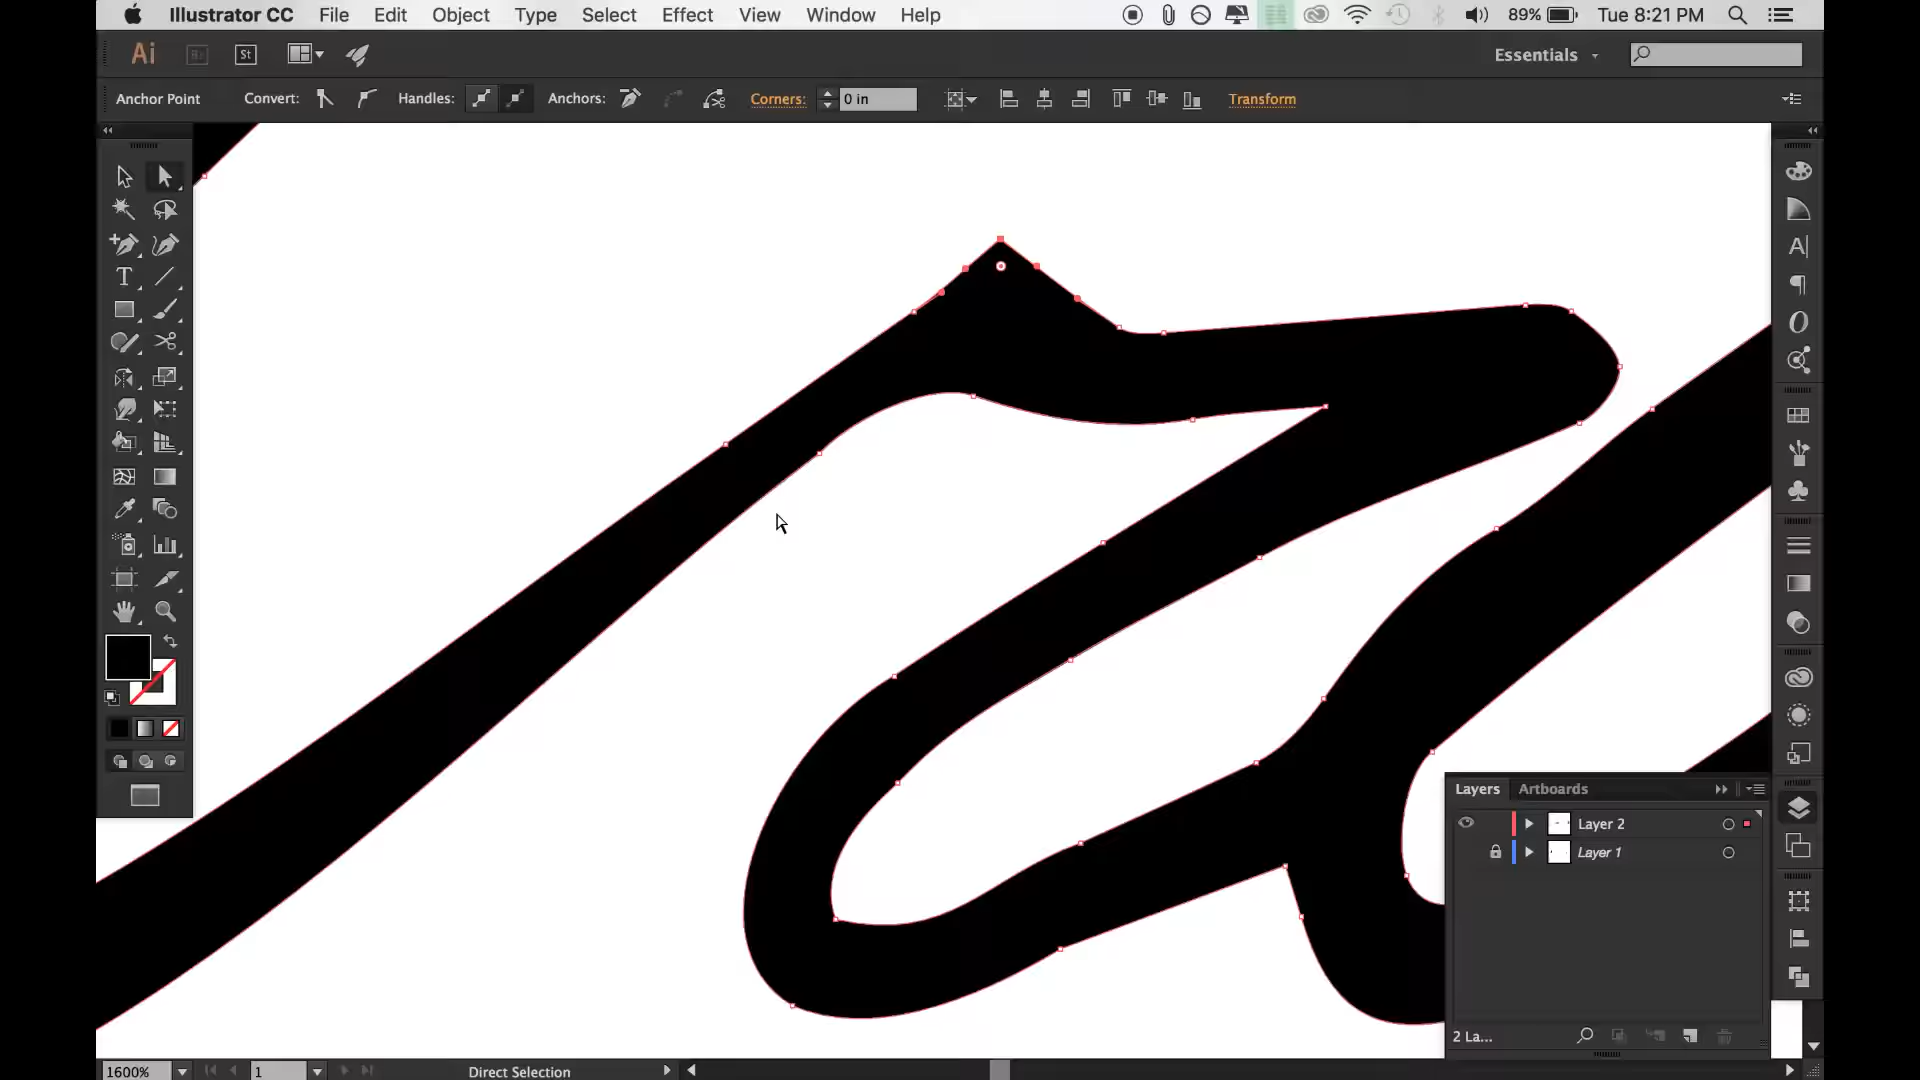 Illustrator CC File Edit Object Type Select Effect View Window Help 89% Tue 8:21 PM
Ai Br St Essentials
Anchor Point Convert: Handles: Anchors: Corners: 0 in Transform
Layers Artboards
Layer 2
Layer 1
2 La...
1600% 1 Direct Selection